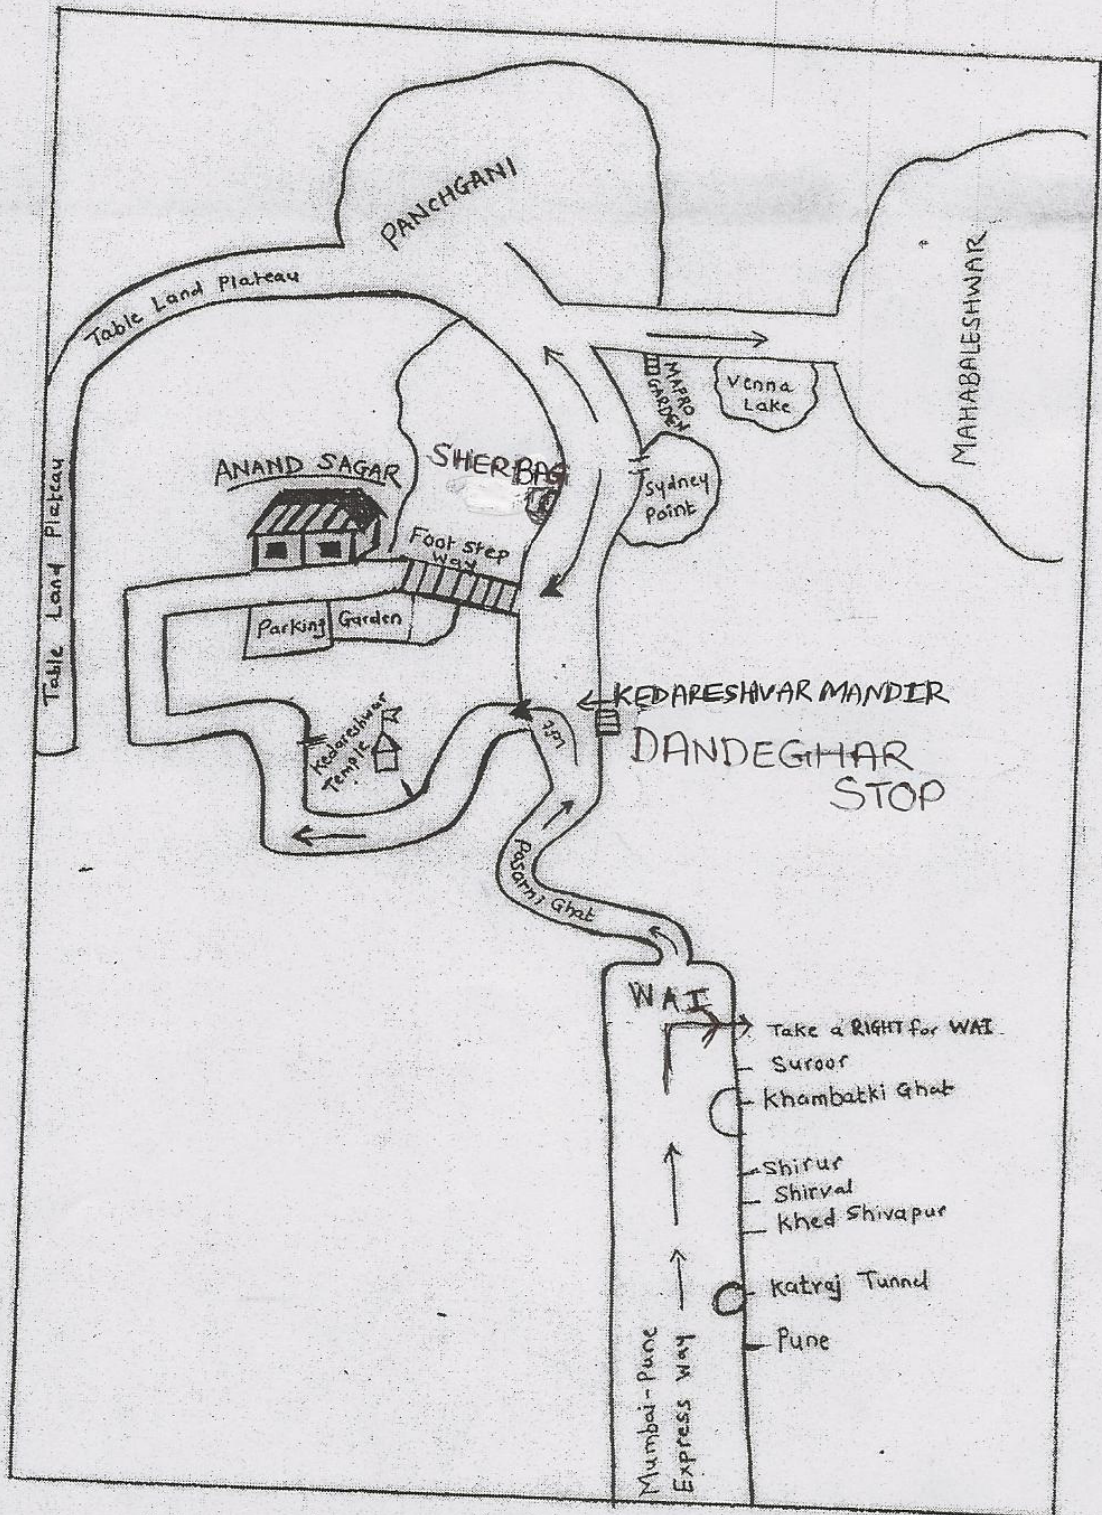 PANCHGANI
Table Land Plateau
MAHABALESHWAR
MAPRO
GARDEN
Venna
Lake
SHERBAG
ANAND SAGAR
Sydney
Point
Foot Step
Way
Table Land Plateau
Parking
Garden
KEDARESHVAR MANDIR
DANDEGHAR
STOP
Kedareshwar
Temple
Pasarni Ghat
WAI
Take a RIGHT for WAI
Suroor
Khambatki Ghat
Shirur
Shirval
Khed Shivapur
Katraj Tunnel
Pune
Mumbai-Pune
Express Way